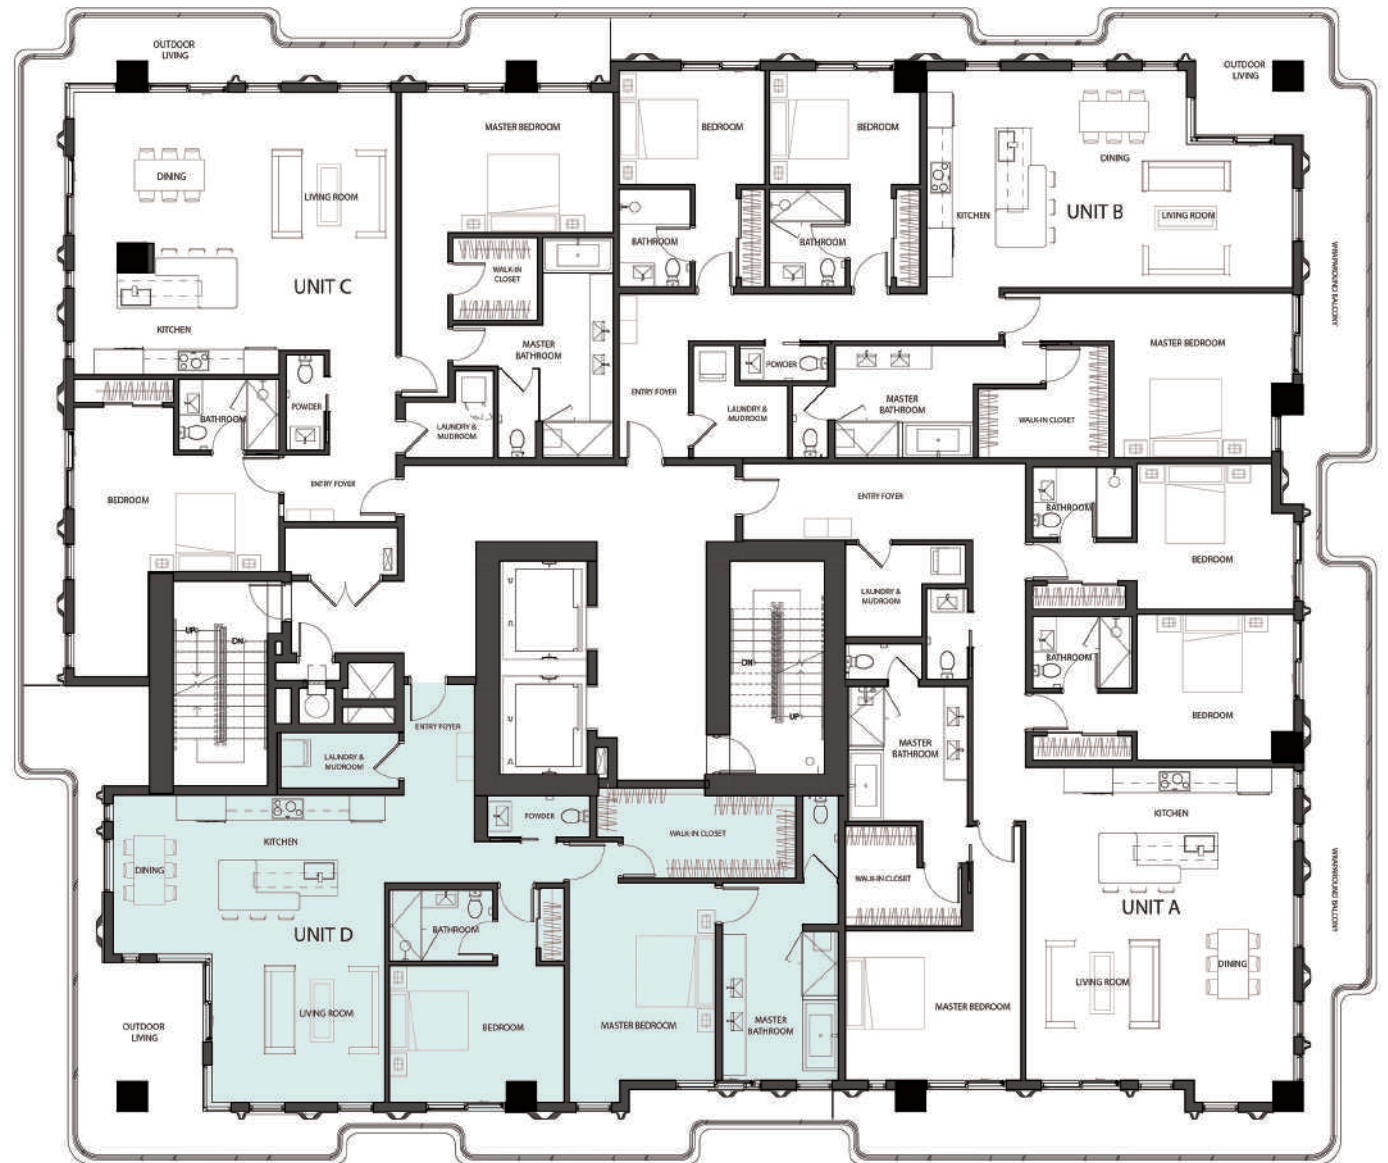 OUTDOOR
LIVING
MASTER BEDROOM
DINING
LIVING ROOM
UNIT C
KITCHEN
WALK-IN
CLOSET
MASTER
BATHROOM
BATHROOM
POWDER
LAUNDRY &
MUDROOM
BEDROOM
ENTRY FOYER
BEDROOM
BEDROOM
BATHROOM
BATHROOM
OUTDOOR
LIVING
DINING
KITCHEN
UNIT B
LIVING ROOM
WRAPAROUND BALCONY
MASTER BEDROOM
ENTRY FOYER
POWDER
LAUNDRY &
MUDROOM
MASTER
BATHROOM
WALK-IN CLOSET
ENTRY FOYER
BATHROOM
BEDROOM
LAUNDRY &
MUDROOM
BATHROOM
BEDROOM
MASTER
BATHROOM
KITCHEN
WALK-IN CLOSET
UNIT A
WRAPAROUND BALCONY
LIVING ROOM
DINING
MASTER BEDROOM
UP
DN
DN
UP
ENTRY FOYER
LAUNDRY &
MUDROOM
KITCHEN
POWDER
WALK-IN CLOSET
DINING
UNIT D
BATHROOM
LIVING ROOM
BEDROOM
MASTER BEDROOM
MASTER
BATHROOM
OUTDOOR
LIVING